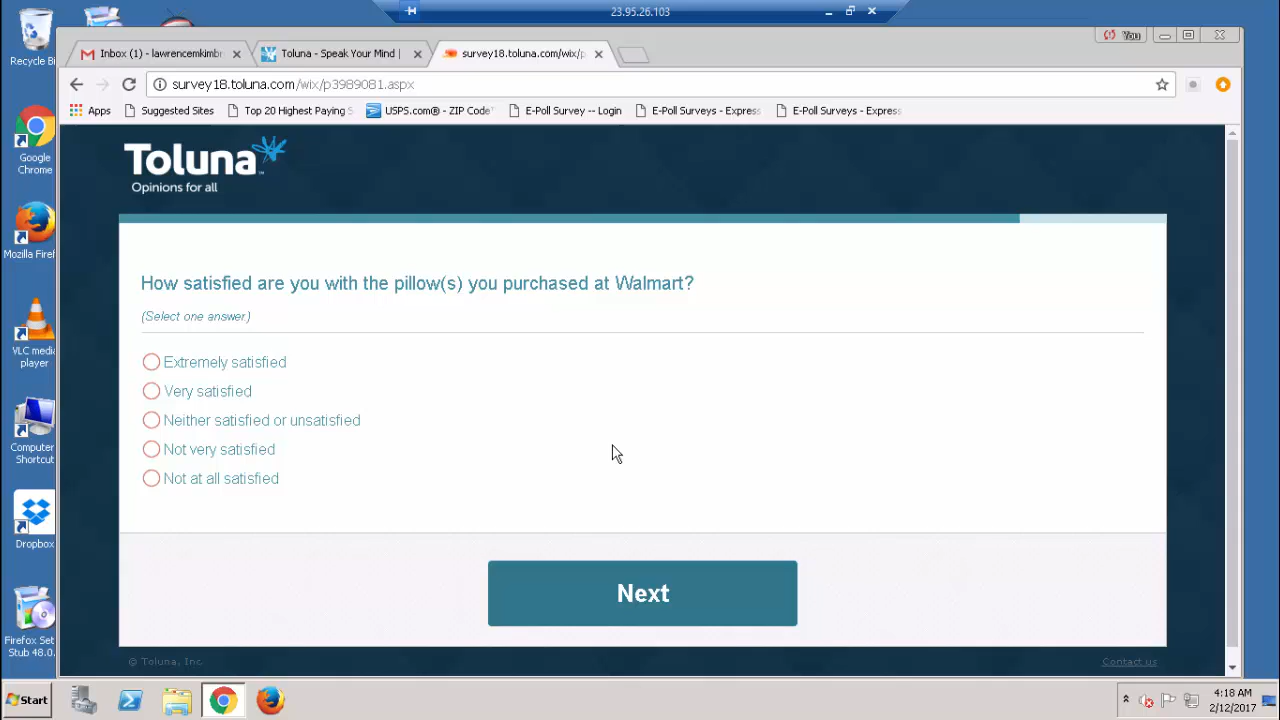 23.95.26.103
Recycle Bi
You
Inbox (1) - lawrencemkimb
Toluna - Speak Your Mind |
survey18.toluna.com/wix/p
survey18.toluna.com/wix/p3989081.aspx
Apps
Suggested Sites
Top 20 Highest Paying S
USPS.com® - ZIP Code
E-Poll Survey -- Login
E-Poll Surveys - Express
E-Poll Surveys - Express
Google
Chrome
Toluna
Opinions for all
Mozilla Firef
How satisfied are you with the pillow(s) you purchased at Walmart?
(Select one answer.)
Extremely satisfied
Very satisfied
Neither satisfied or unsatisfied
Not very satisfied
Not at all satisfied
VLC medi
player
Computer
Shortcut
Dropbox
Next
Firefox Set
Stub 48.0.
© Toluna, Inc.
Contact us
Start
4:18 AM
2/12/2017